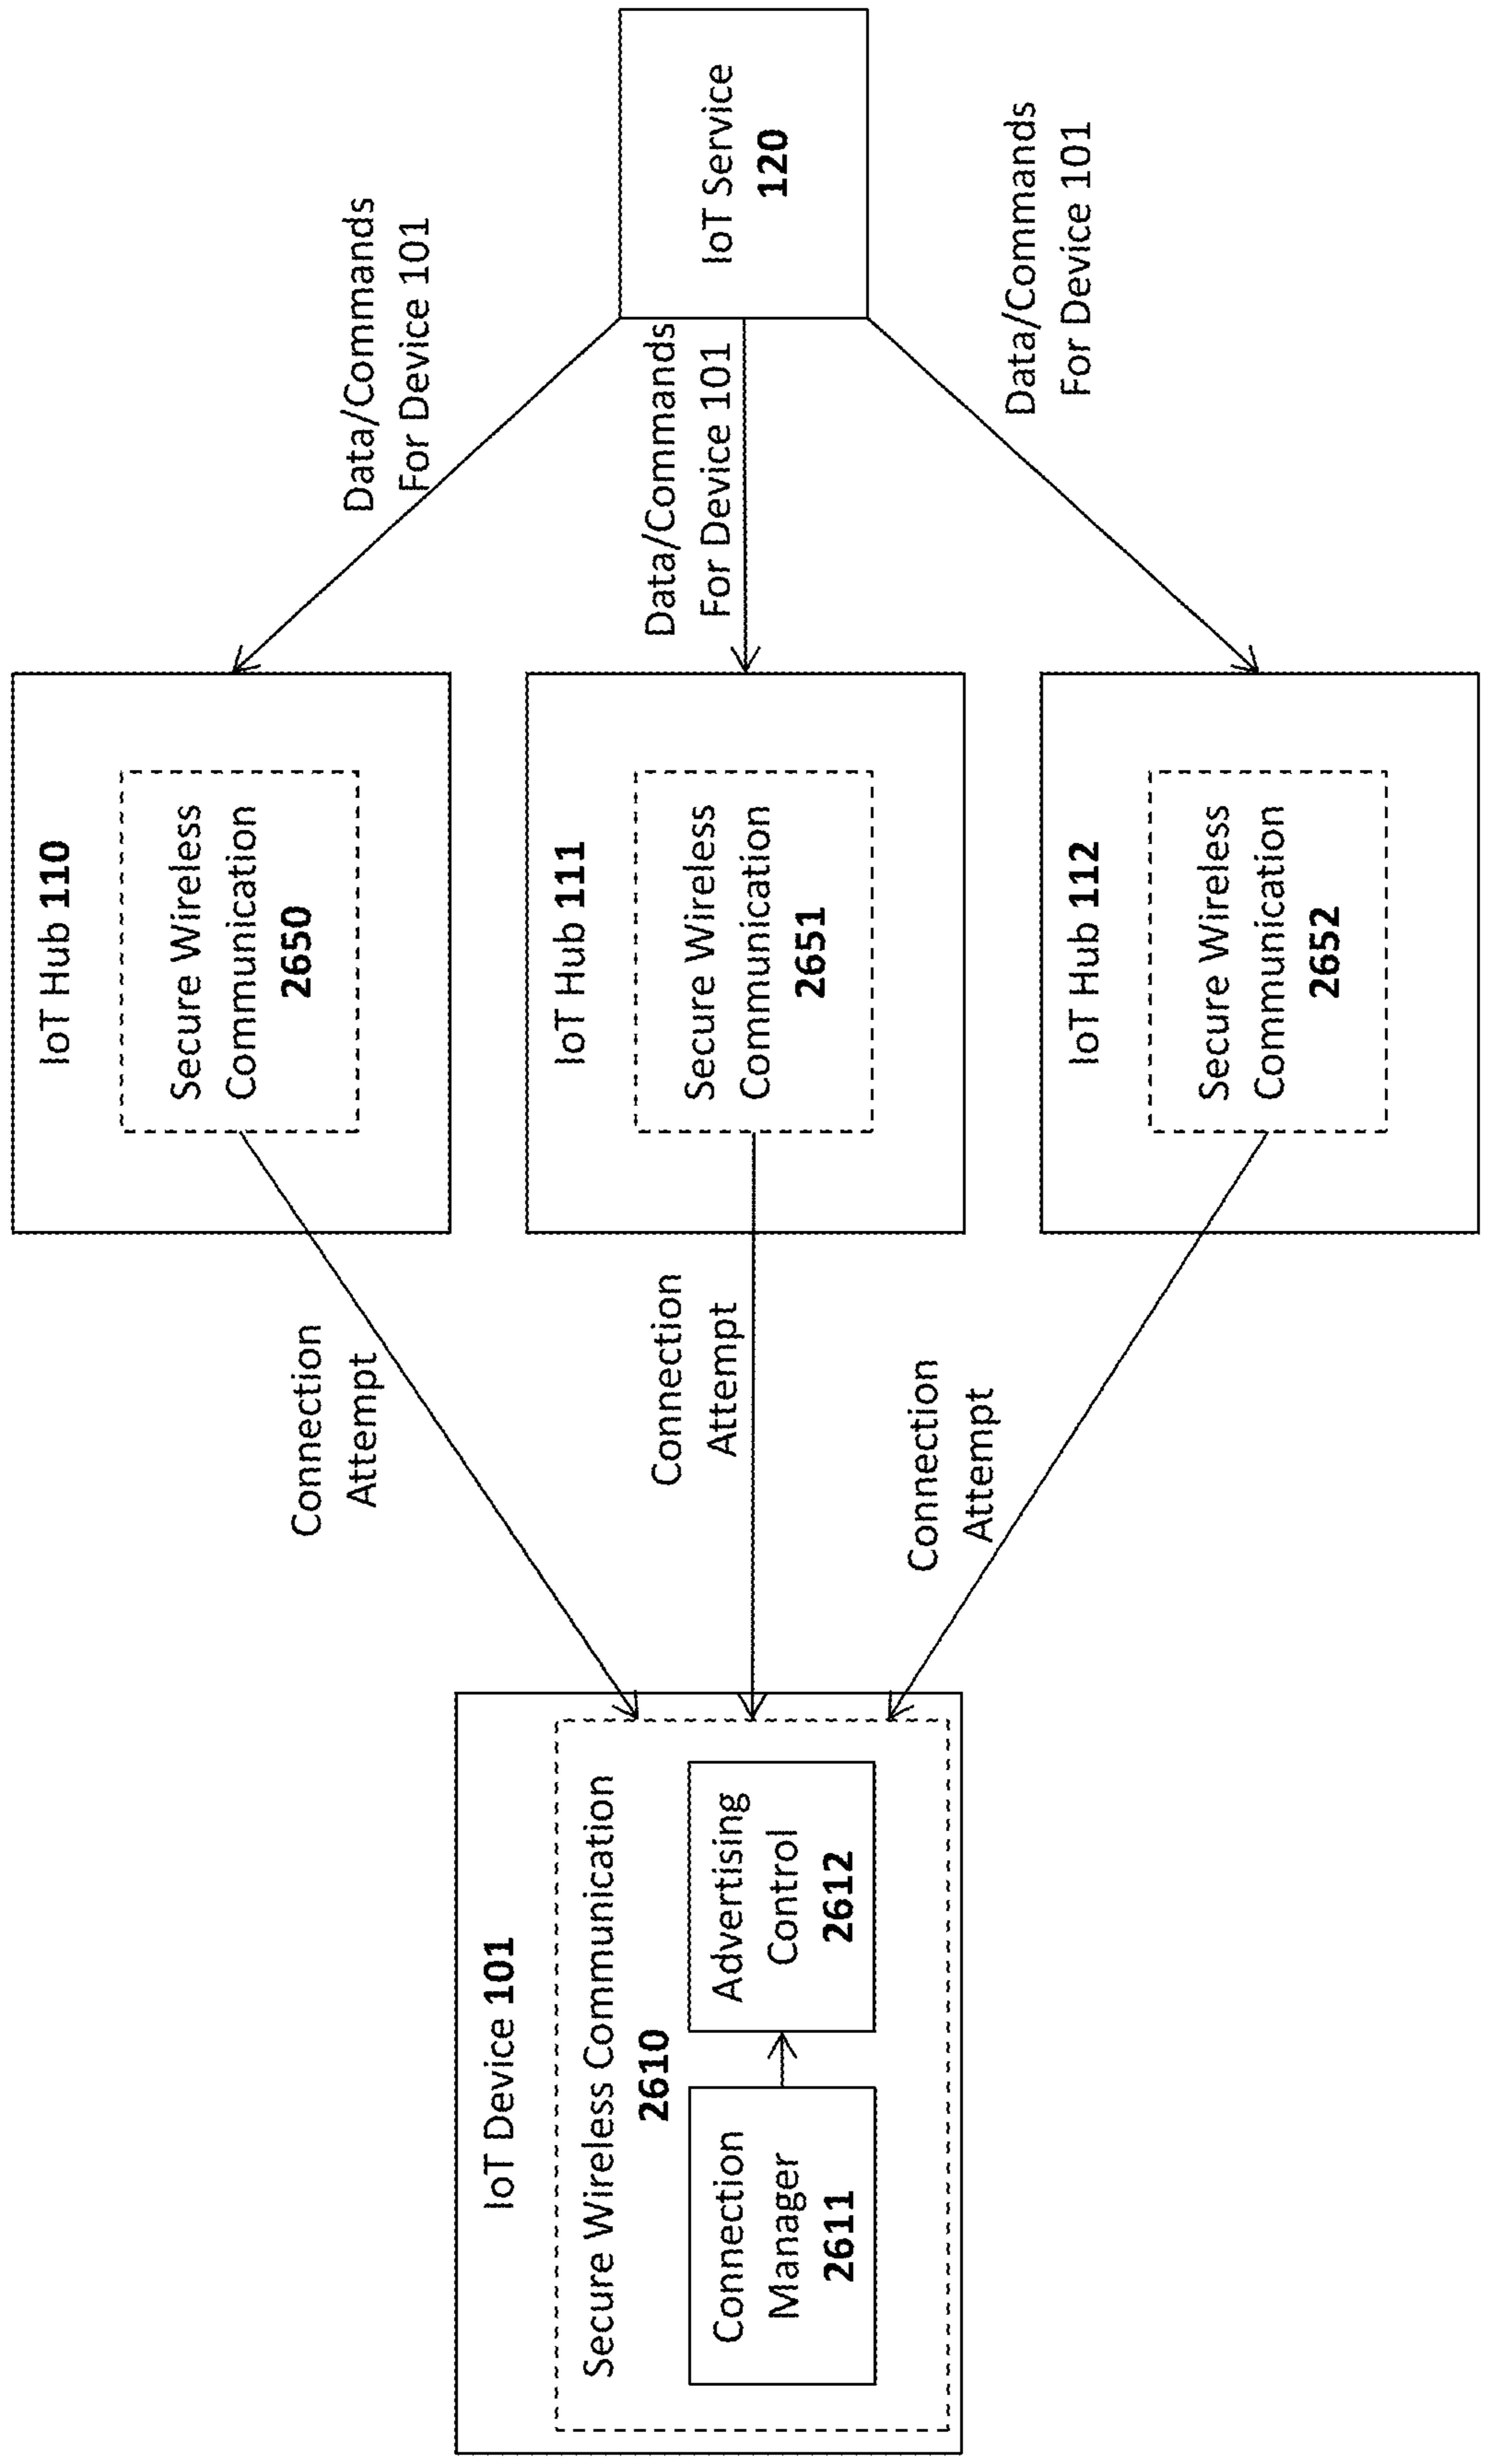 IoT Device 101
Secure Wireless Communication
2610
Connection
Manager
2611
Advertising
Control
2612
Connection
Attempt
Connection
Attempt
Connection
Attempt
IoT Hub 110
Secure Wireless
Communication
2650
IoT Hub 111
Secure Wireless
Communication
2651
IoT Hub 112
Secure Wireless
Communication
2652
Data/Commands
For Device 101
Data/Commands
For Device 101
Data/Commands
For Device 101
IoT Service
120